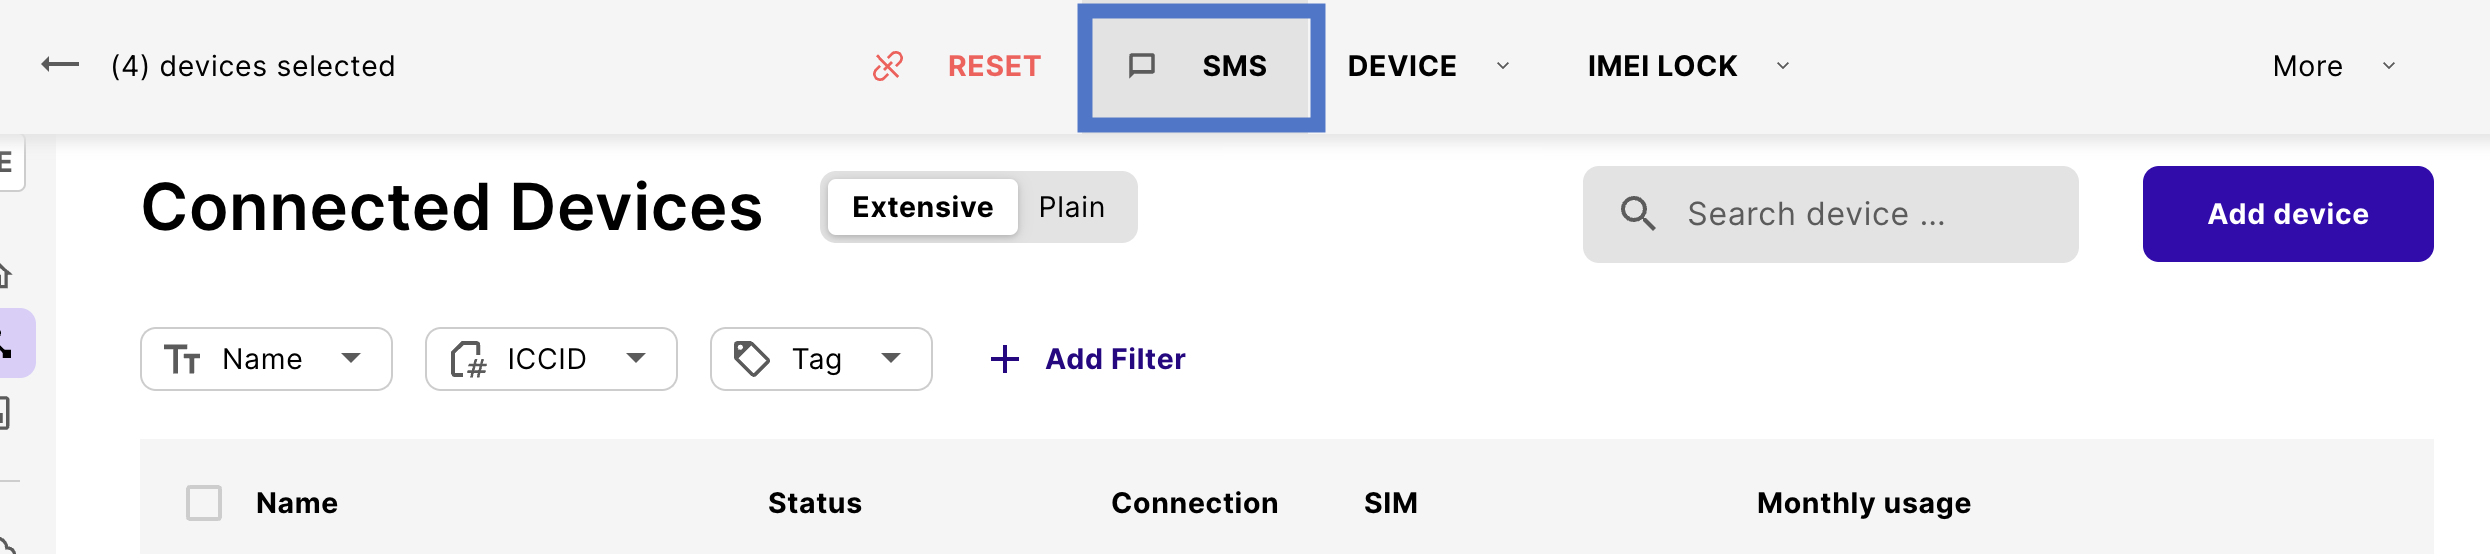 (4) devices selected RESET SMS DEVICE IMEI LOCK More
E
Connected Devices Extensive Plain Search device ... Add device
Name ICCID Tag Add Filter
Name Status Connection SIM Monthly usage